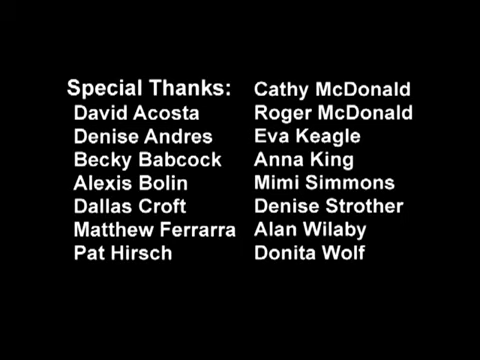 Special Thanks:
David Acosta
Denise Andres
Becky Babcock
Alexis Bolin
Dallas Croft
Matthew Ferrarra
Pat Hirsch
Cathy McDonald
Roger McDonald
Eva Keagle
Anna King
Mimi Simmons
Denise Strother
Alan Wilaby
Donita Wolf